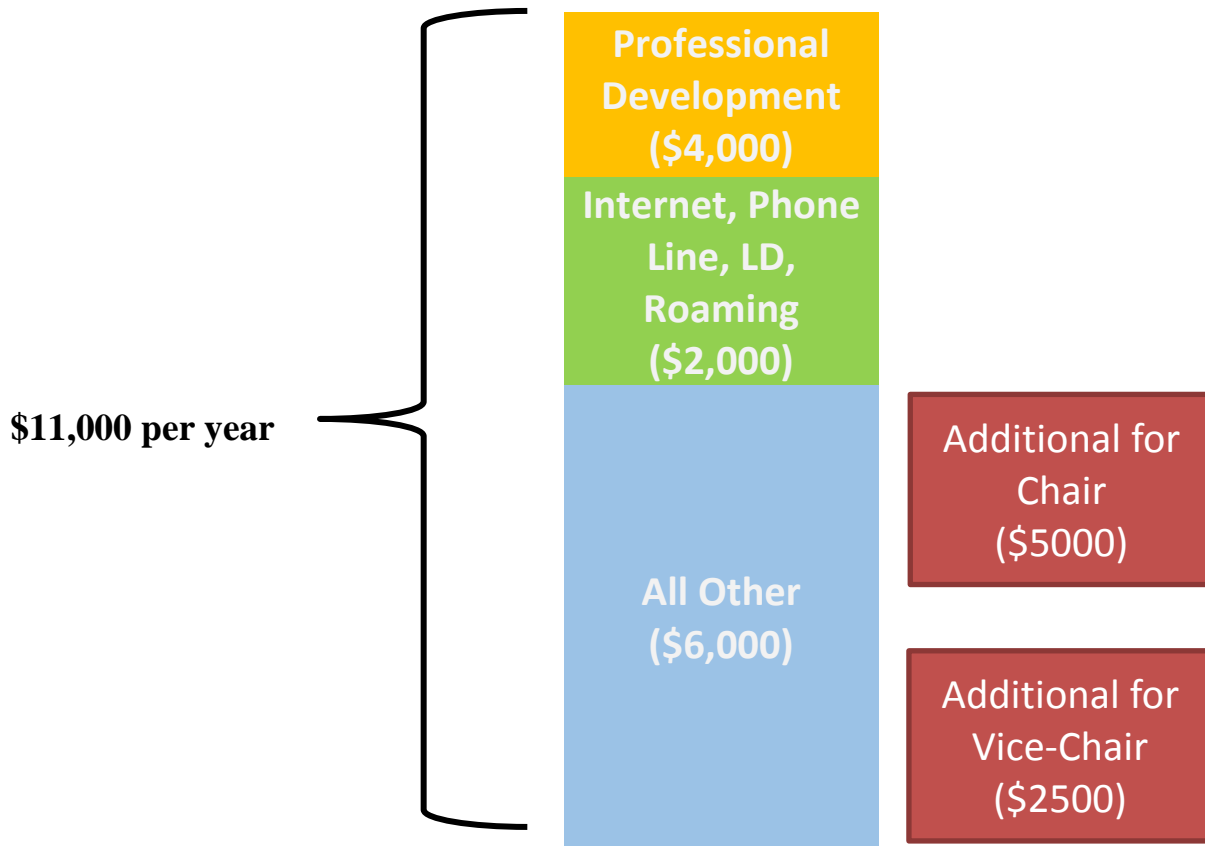 Professional
Development
($4,000)
Internet, Phone
Line, LD,
Roaming
($2,000)
$11,000 per year
Additional for
Chair
($5000)
All Other
($6,000)
Additional for
Vice-Chair
($2500)